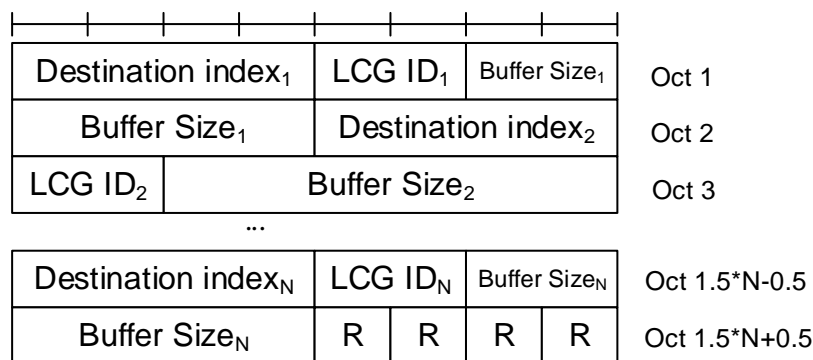 Destination index₁ LCG ID₁ Buffer Size₁ Oct 1
Buffer Size₁ Destination index₂ Oct 2
LCG ID₂ Buffer Size₂ Oct 3
...
Destination indexN LCG IDN Buffer SizeN Oct 1.5*N-0.5
Buffer SizeN R R R R Oct 1.5*N+0.5